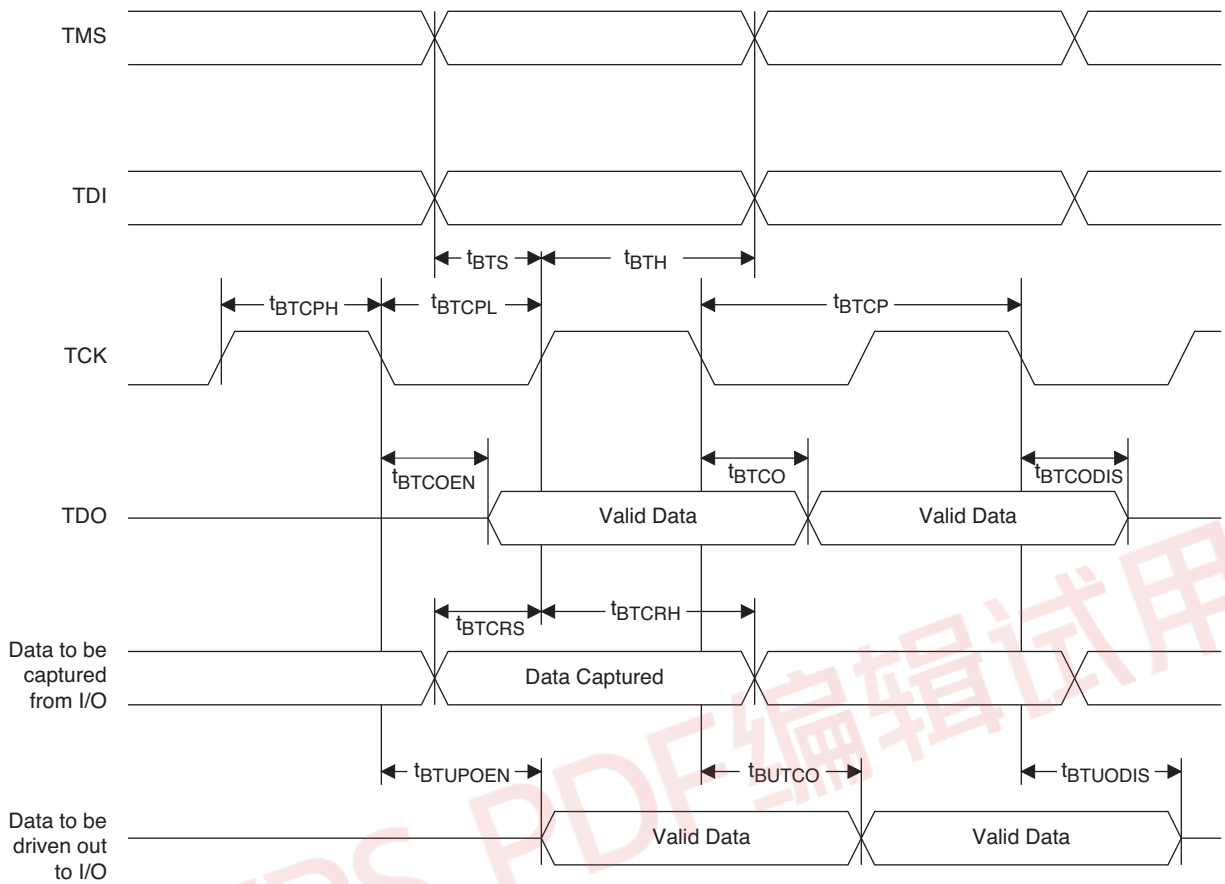 TMS
TDI
tBTS
tBTH
tBTCPH
tBTCPL
tBTCP
TCK
tBTCOEN
tBTCO
tBTCODIS
TDO
Valid Data
Valid Data
tBTCRS
tBTCRH
Data to be
captured
from I/O
Data Captured
tBTUPOEN
tBUTCO
tBTUODIS
Data to be
driven out
to I/O
Valid Data
Valid Data
PDF编辑试用